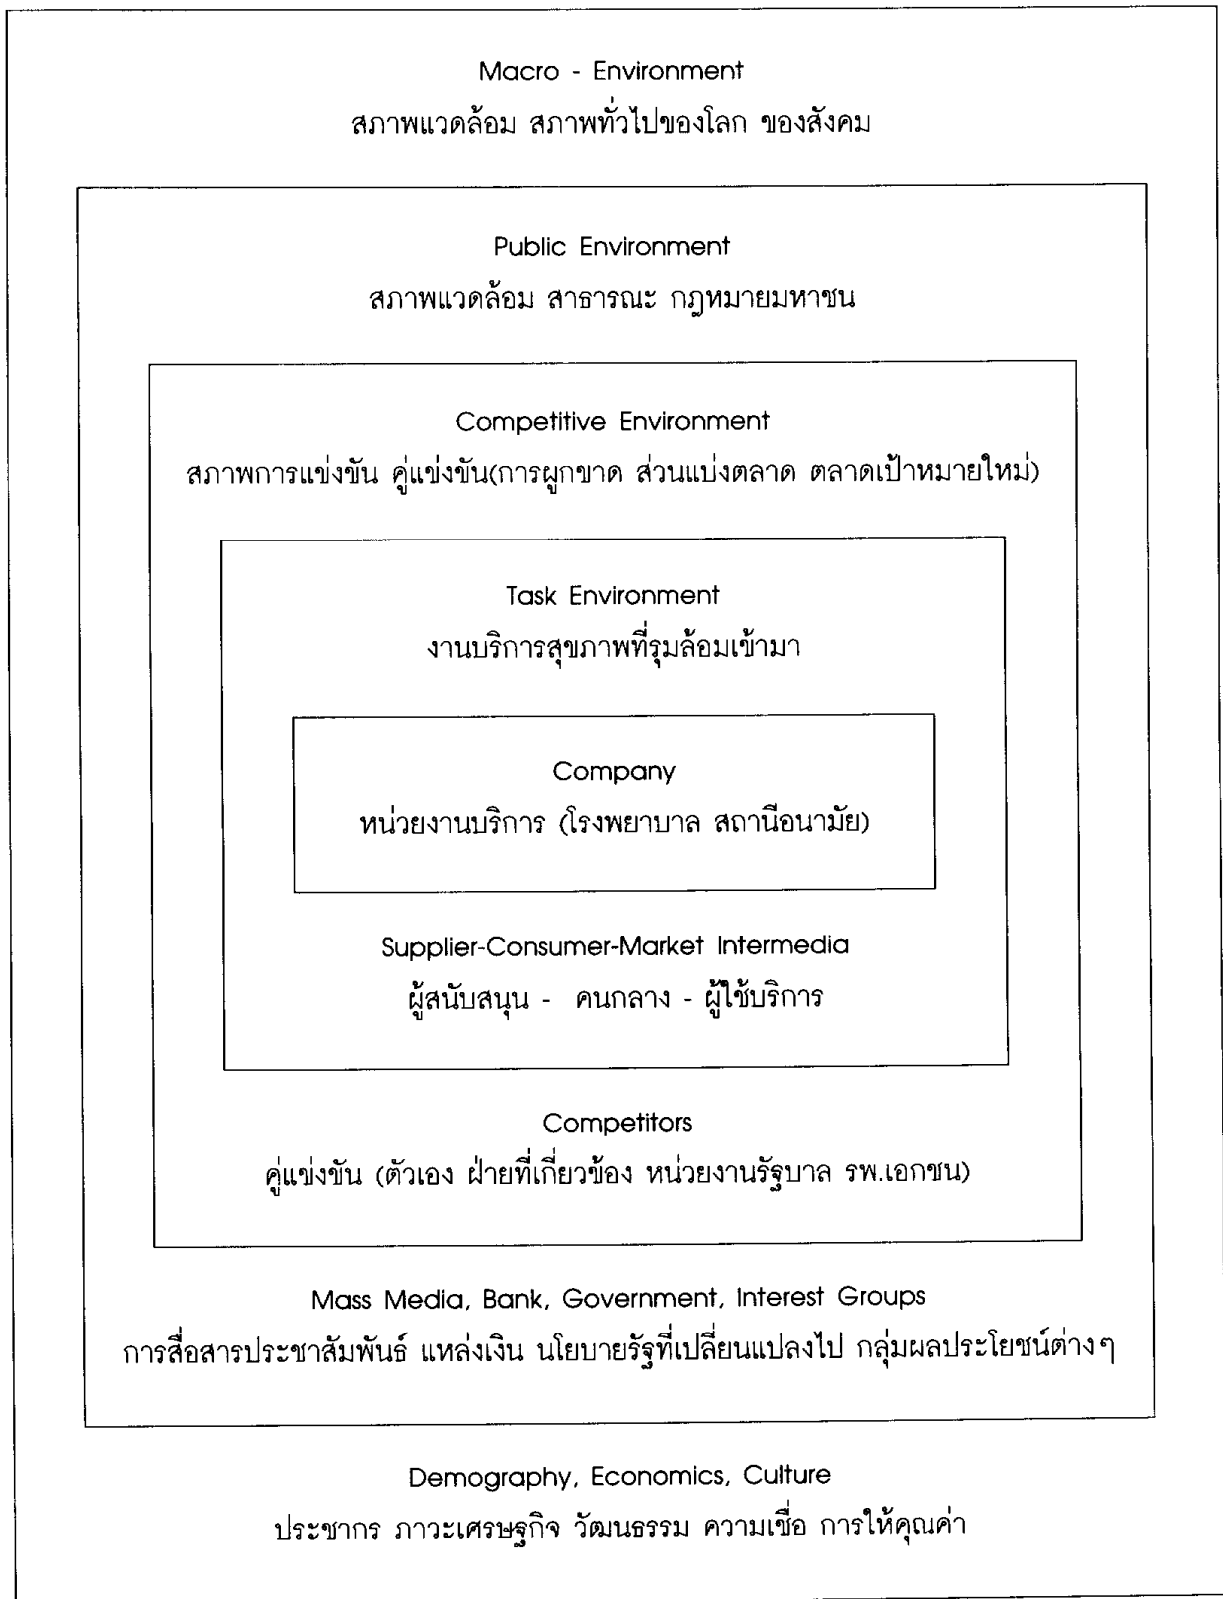 Macro - Environment
สภาพแวดล้อม สภาพทั่วไปของโลก ของสังคม
Public Environment
สภาพแวดล้อม สาธารณะ กฎหมายมหาชน
Competitive Environment
สภาพการแข่งขัน คู่แข่งขัน(การผูกขาด ส่วนแบ่งตลาด ตลาดเป้าหมายใหม่)
Task Environment
งานบริการสุขภาพที่รุมล้อมเข้ามา
Company
หน่วยงานบริการ (โรงพยาบาล สถานีอนามัย)
Supplier-Consumer-Market Intermedia
ผู้สนับสนุน - คนกลาง - ผู้ใช้บริการ
Competitors
คู่แข่งขัน (ตัวเอง ฝ่ายที่เกี่ยวข้อง หน่วยงานรัฐบาล รพ.เอกชน)
Mass Media, Bank, Government, Interest Groups
การสื่อสารประชาสัมพันธ์ แหล่งเงิน นโยบายรัฐที่เปลี่ยนแปลงไป กลุ่มผลประโยชน์ต่างๆ
Demography, Economics, Culture
ประชากร ภาวะเศรษฐกิจ วัฒนธรรม ความเชื่อ การให้คุณค่า